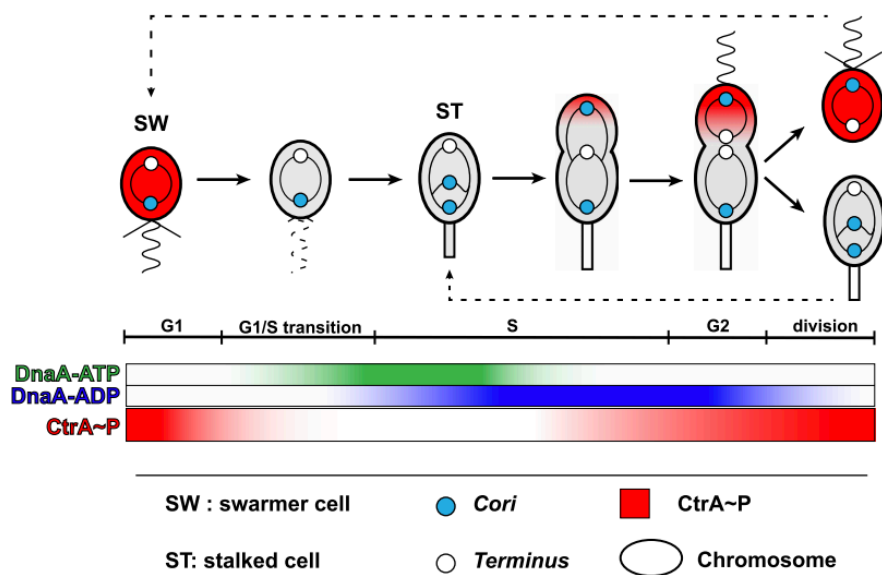 SW
ST
G1
G1/S transition
S
G2
division
DnaA-ATP
DnaA-ADP
CtrA~P
SW : swarmer cell
Cori
CtrA~P
ST: stalked cell
Terminus
Chromosome